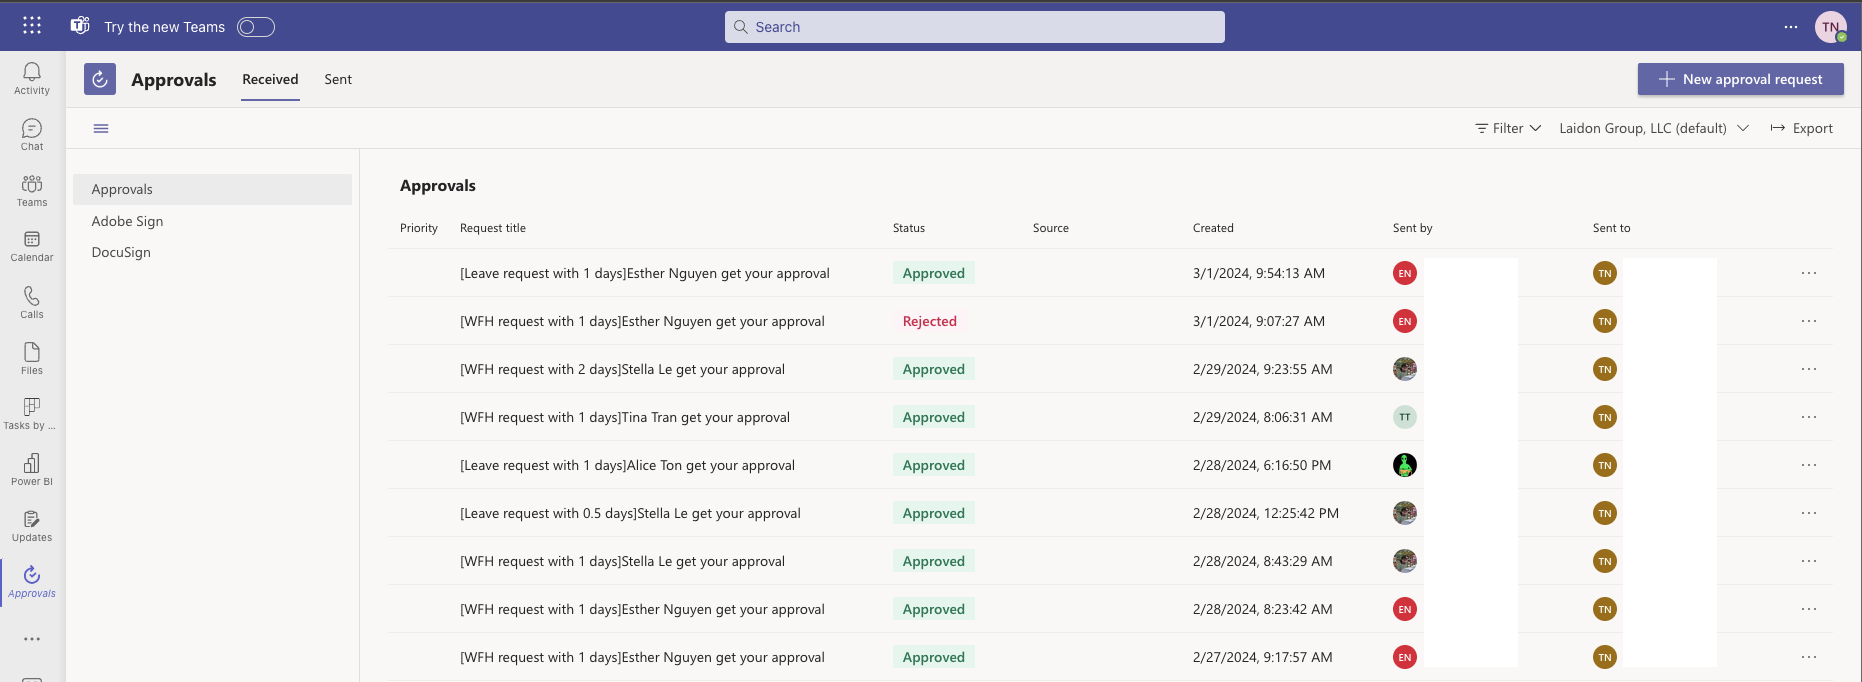 Try the new Teams
Search
TN
Activity
Chat
Teams
Calendar
Calls
Files
Tasks by ...
Power BI
Updates
Approvals
Approvals Received Sent
New approval request
Filter Laidon Group, LLC (default) Export
Approvals
Adobe Sign
DocuSign
Approvals
Priority Request title Status Source Created Sent by Sent to
[Leave request with 1 days]Esther Nguyen get your approval Approved 3/1/2024, 9:54:13 AM EN TN
[WFH request with 1 days]Esther Nguyen get your approval Rejected 3/1/2024, 9:07:27 AM EN TN
[WFH request with 2 days]Stella Le get your approval Approved 2/29/2024, 9:23:55 AM TN
[WFH request with 1 days]Tina Tran get your approval Approved 2/29/2024, 8:06:31 AM TT TN
[Leave request with 1 days]Alice Ton get your approval Approved 2/28/2024, 6:16:50 PM TN
[Leave request with 0.5 days]Stella Le get your approval Approved 2/28/2024, 12:25:42 PM TN
[WFH request with 1 days]Stella Le get your approval Approved 2/28/2024, 8:43:29 AM TN
[WFH request with 1 days]Esther Nguyen get your approval Approved 2/28/2024, 8:23:42 AM EN TN
[WFH request with 1 days]Esther Nguyen get your approval Approved 2/27/2024, 9:17:57 AM EN TN